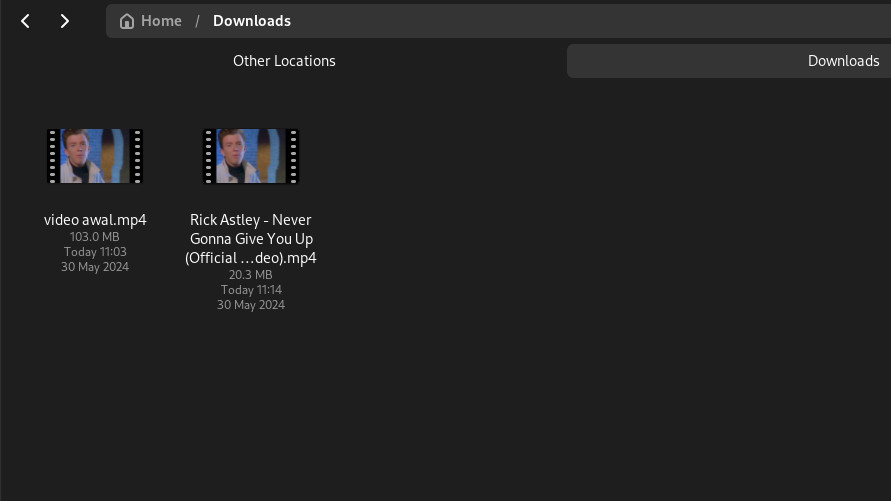 Home / Downloads
Other Locations
Downloads
video awal.mp4
103.0 MB
Today 11:03
30 May 2024
Rick Astley - Never
Gonna Give You Up
(Official ...deo).mp4
20.3 MB
Today 11:14
30 May 2024